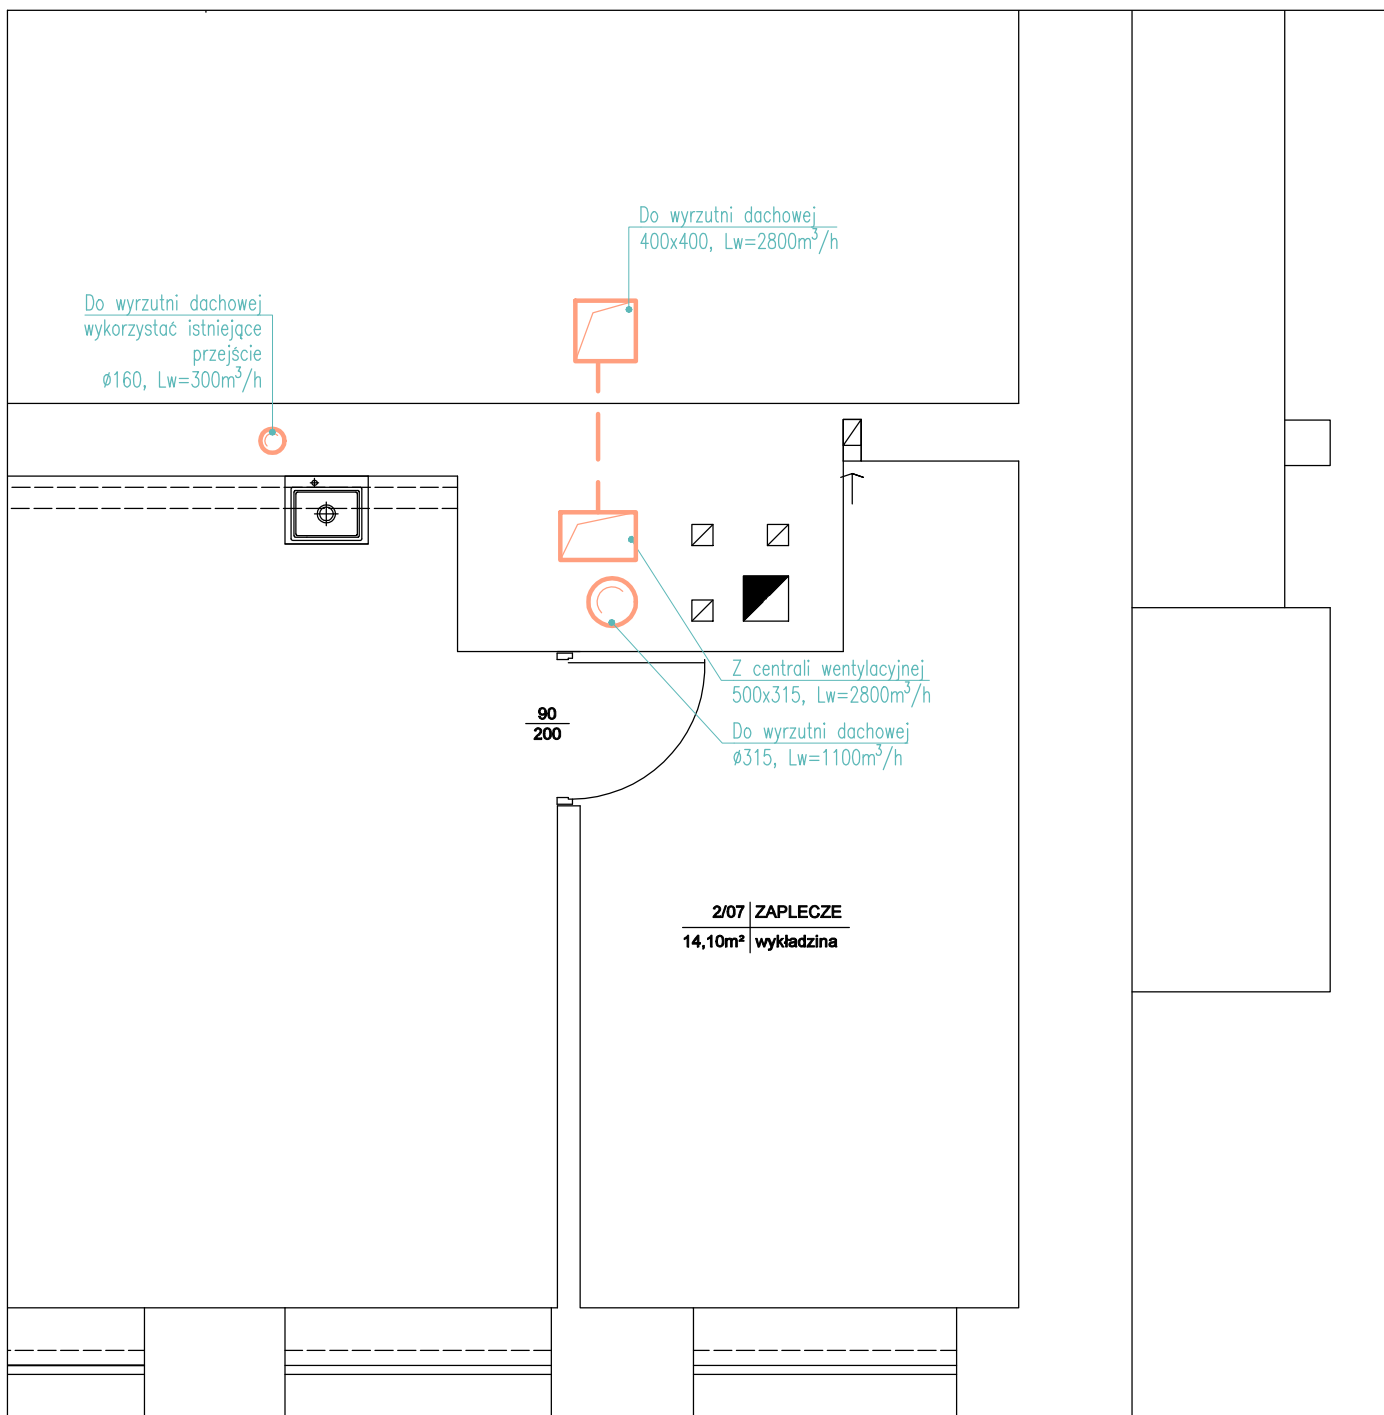 Do wyrzutni dachowej
400x400, Lw=2800m³/h
Do wyrzutni dachowej
wykorzystać istniejące
przejście
ø160, Lw=300m³/h
Z centrali wentylacyjnej
500x315, Lw=2800m³/h
90
200
Do wyrzutni dachowej
ø315, Lw=1100m³/h
2/07 ZAPLECZE
14,10m² wykładzina